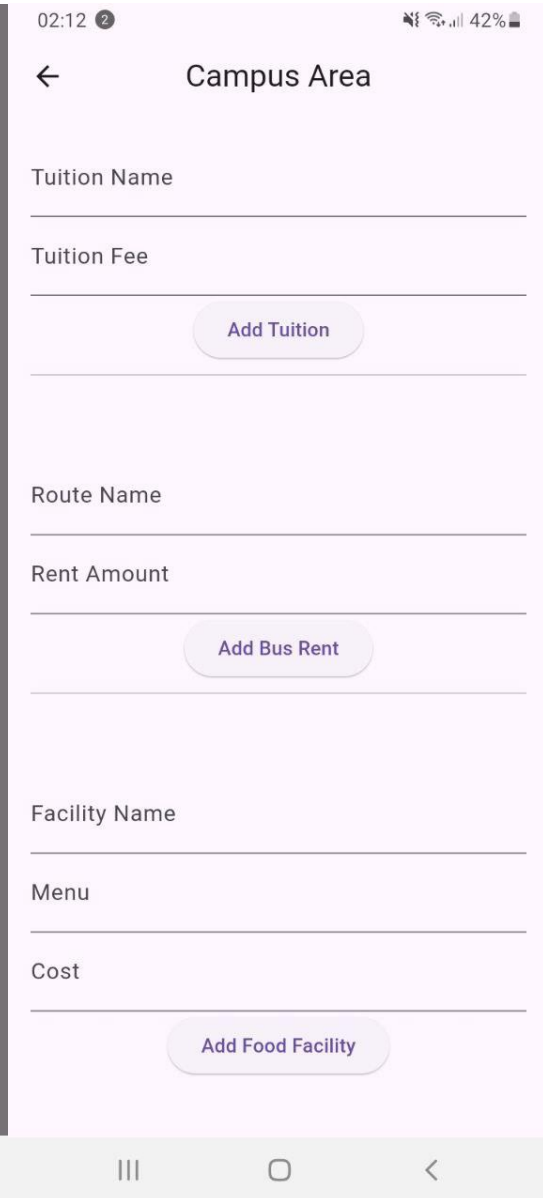 02:12 2 42%
Campus Area
Tuition Name
Tuition Fee
Add Tuition
Route Name
Rent Amount
Add Bus Rent
Facility Name
Menu
Cost
Add Food Facility